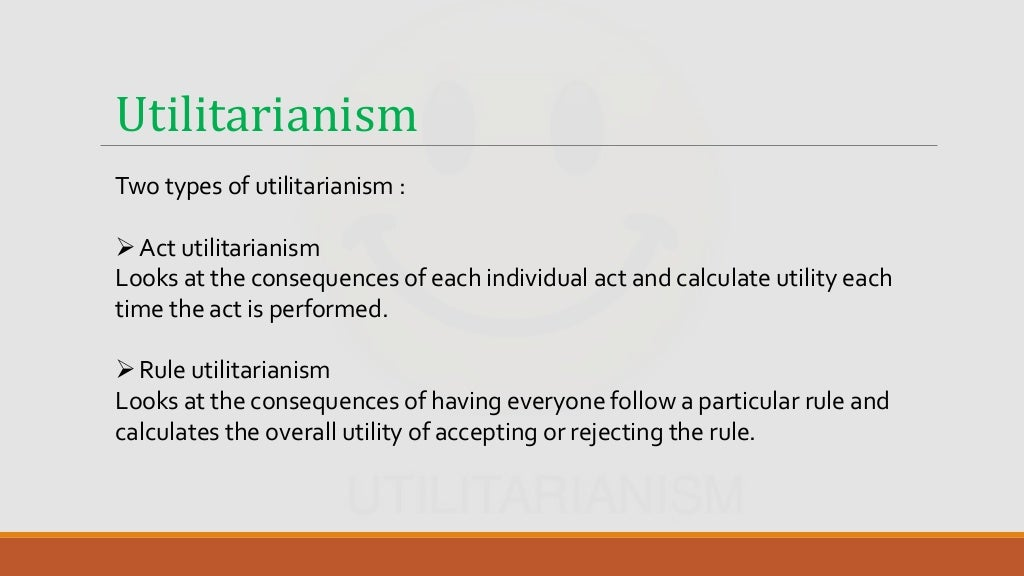 Utilitarianism
Two types of utilitarianism :
➢ Act utilitarianism
Looks at the consequences of each individual act and calculate utility each
time the act is performed.
➢ Rule utilitarianism
Looks at the consequences of having everyone follow a particular rule and
calculates the overall utility of accepting or rejecting the rule.
UTILITARIANISM